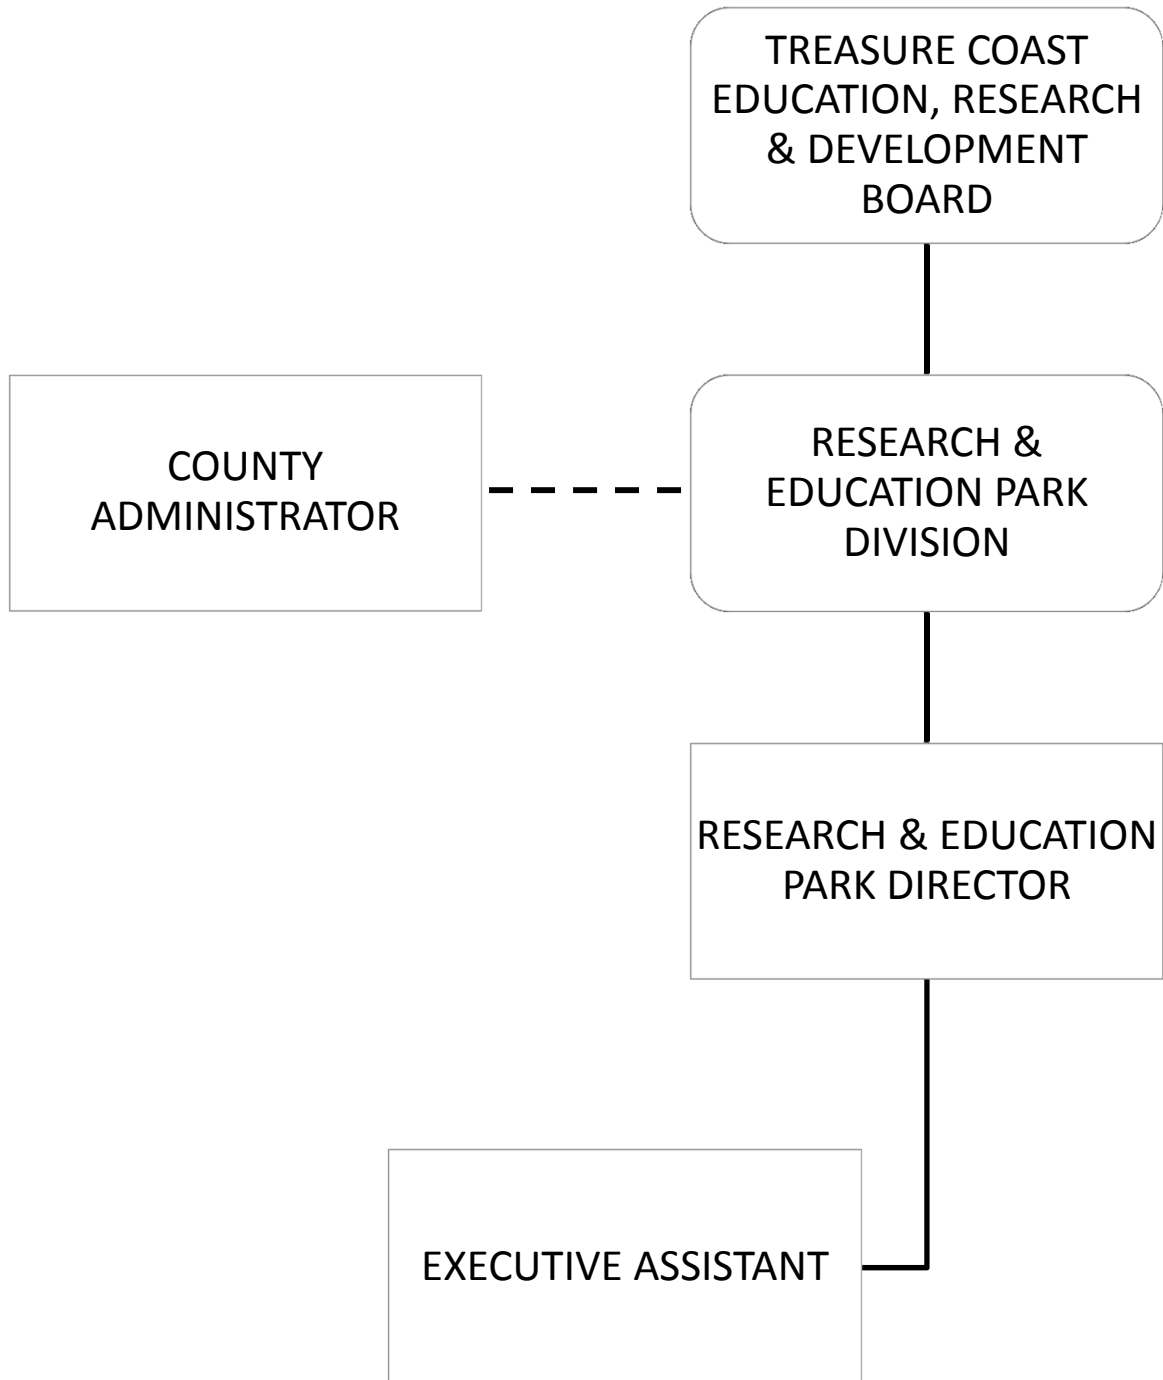 TREASURE COAST
EDUCATION, RESEARCH
& DEVELOPMENT
BOARD
COUNTY
ADMINISTRATOR
RESEARCH &
EDUCATION PARK
DIVISION
RESEARCH & EDUCATION
PARK DIRECTOR
EXECUTIVE ASSISTANT